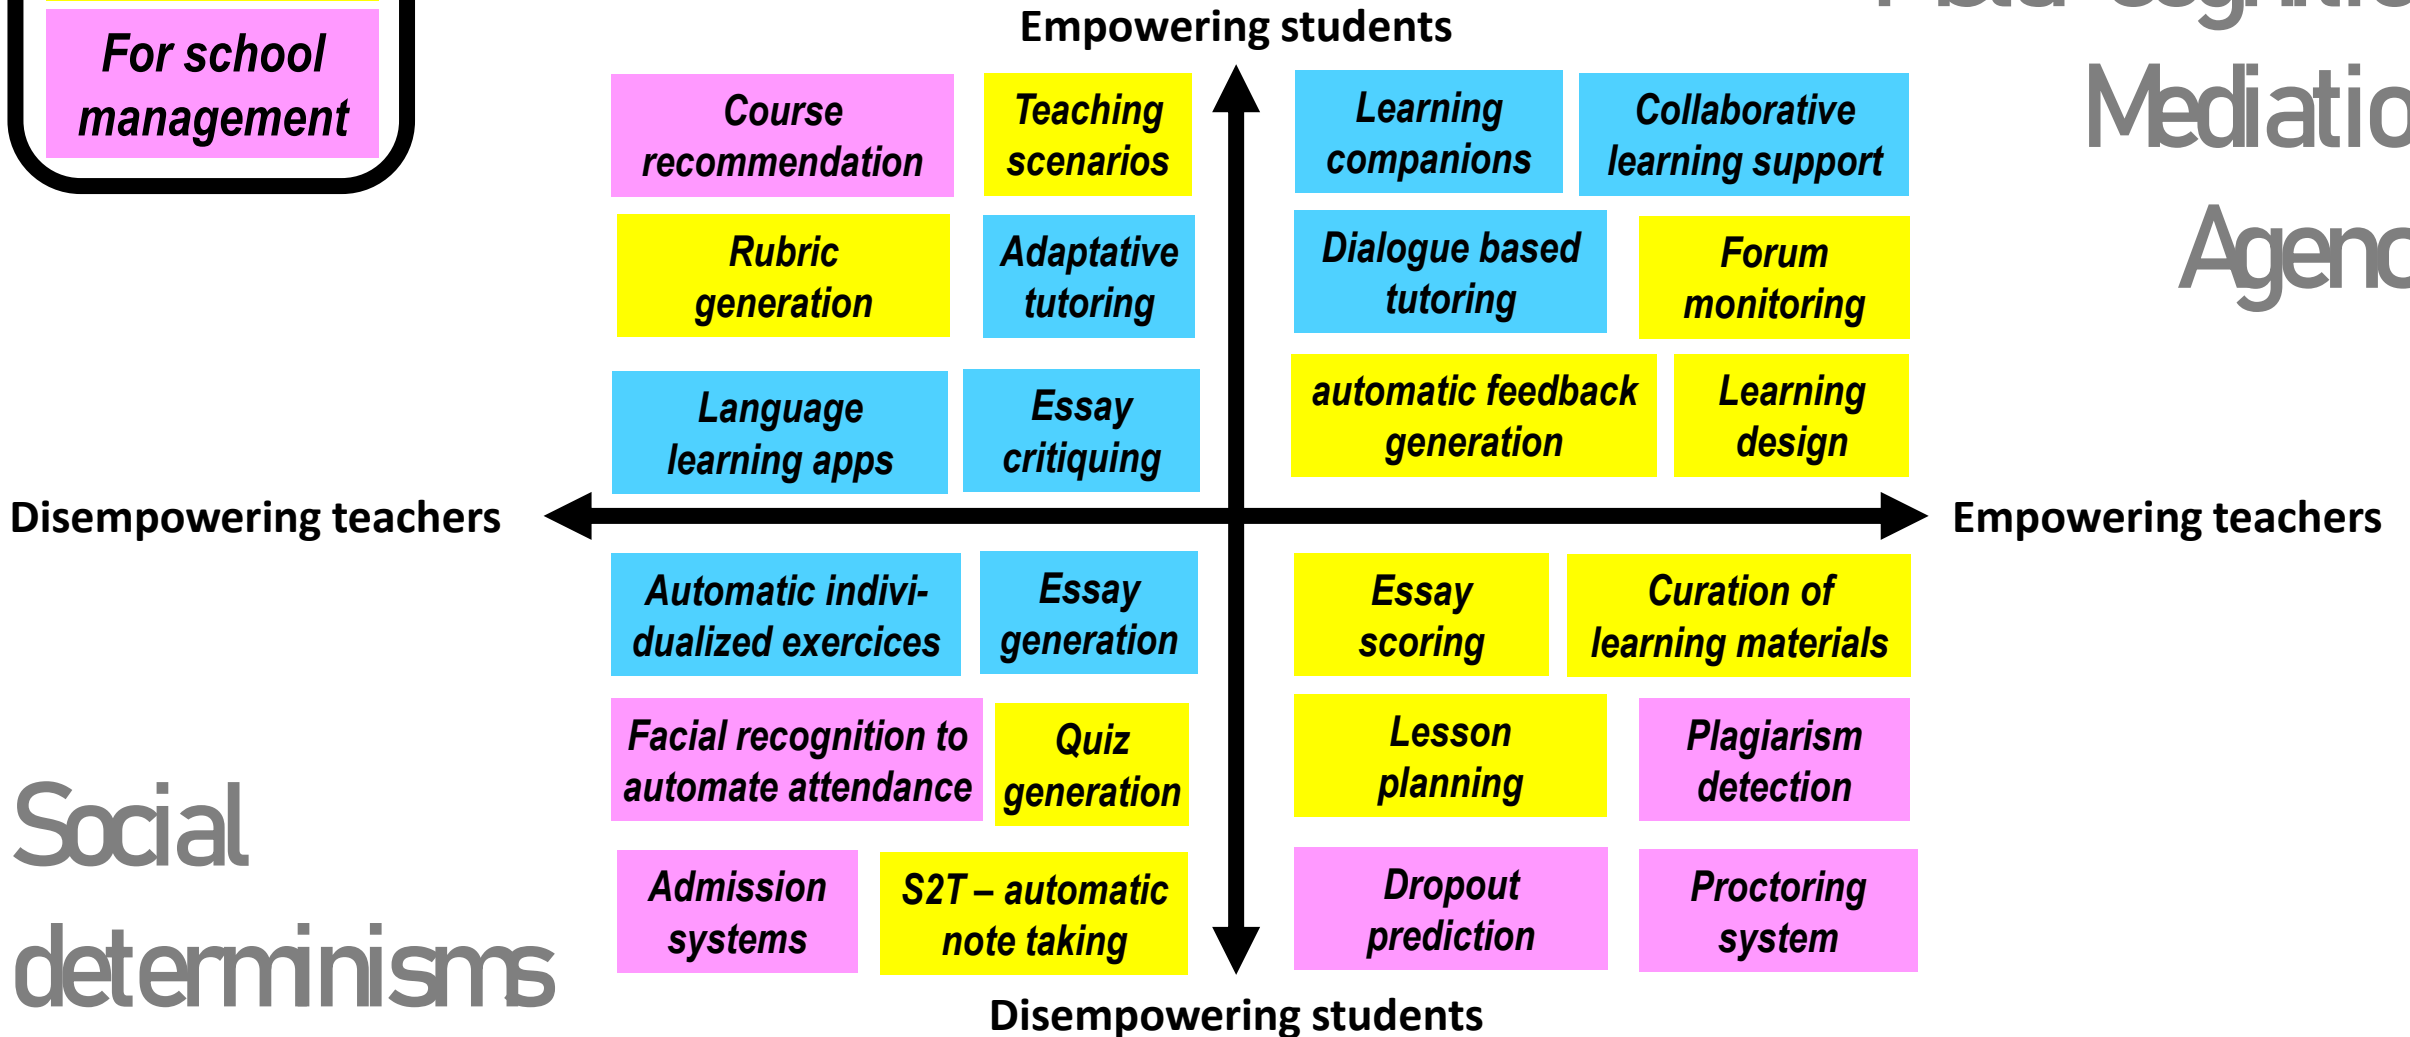 For school
management
Empowering students
Mediatio
Agenc
Course
recommendation
Teaching
scenarios
Learning
companions
Collaborative
learning support
Rubric
generation
Adaptative
tutoring
Dialogue based
tutoring
Forum
monitoring
Language
learning apps
Essay
critiquing
automatic feedback
generation
Learning
design
Disempowering teachers
Empowering teachers
Automatic indivi-
dualized exercices
Essay
generation
Essay
scoring
Curation of
learning materials
Facial recognition to
automate attendance
Quiz
generation
Lesson
planning
Plagiarism
detection
Admission
systems
S2T – automatic
note taking
Dropout
prediction
Proctoring
system
Social
determinisms
Disempowering students